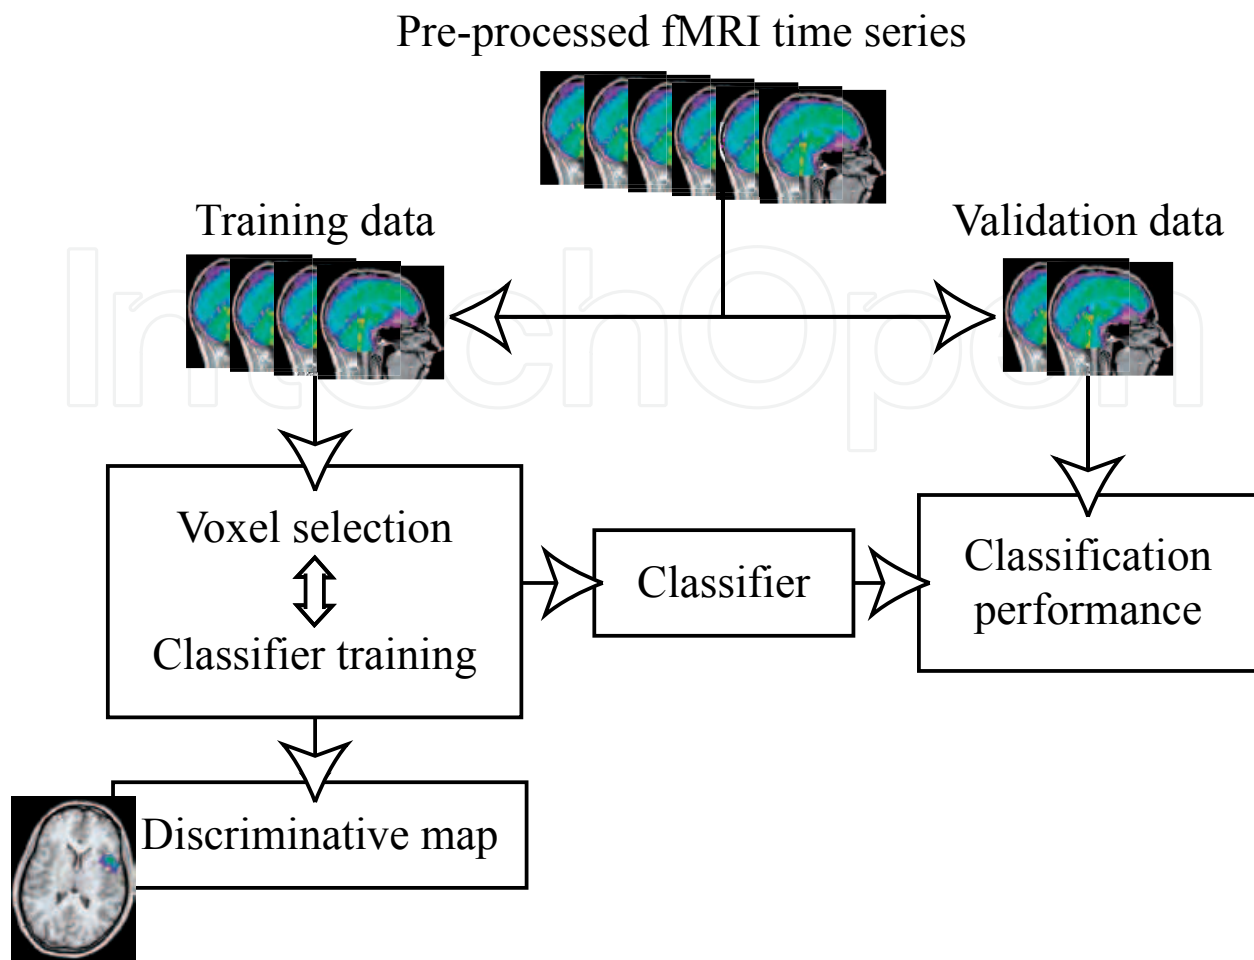 Pre-processed fMRI time series
Training data
Validation data
IntechOpen
Voxel selection
Classifier training
Classifier
Classification
performance
Discriminative map